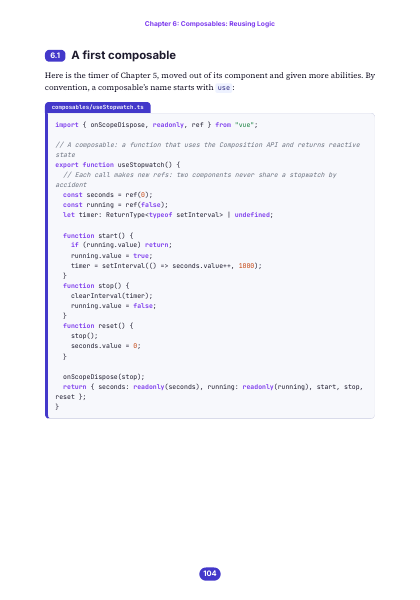 Chapter 6: Composables: Reusing Logic
6.1 A first composable
Here is the timer of Chapter 5, moved out of its component and given more abilities. By
convention, a composable's name starts with use :
composables/useStopwatch.ts
import { onScopeDispose, readonly, ref } from "vue";

// A composable: a function that uses the Composition API and returns reactive
state
export function useStopwatch() {
  // Each call makes new refs: two components never share a stopwatch by
accident
  const seconds = ref(0);
  const running = ref(false);
  let timer: ReturnType<typeof setInterval> | undefined;

  function start() {
    if (running.value) return;
    running.value = true;
    timer = setInterval(() => seconds.value++, 1000);
  }
  function stop() {
    clearInterval(timer);
    running.value = false;
  }
  function reset() {
    stop();
    seconds.value = 0;
  }

  onScopeDispose(stop);
  return { seconds: readonly(seconds), running: readonly(running), start, stop,
reset };
}
104